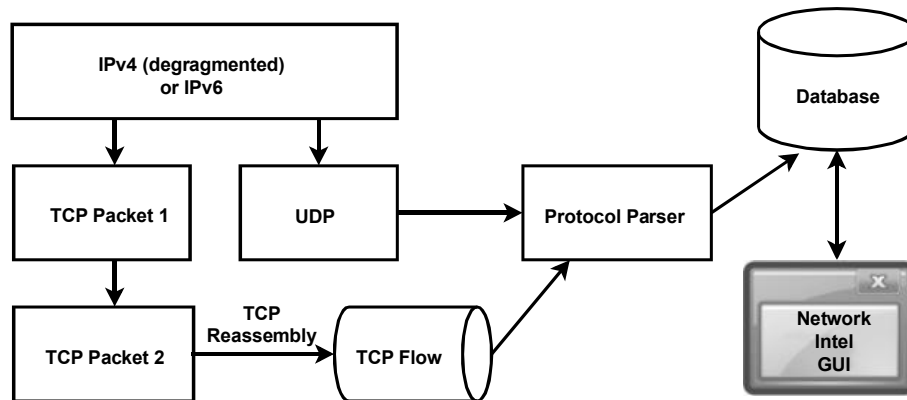 IPv4 (degragmented)
or IPv6
Database
TCP Packet 1
UDP
Protocol Parser
TCP Packet 2
TCP
Reassembly
TCP Flow
X
Network
Intel
GUI